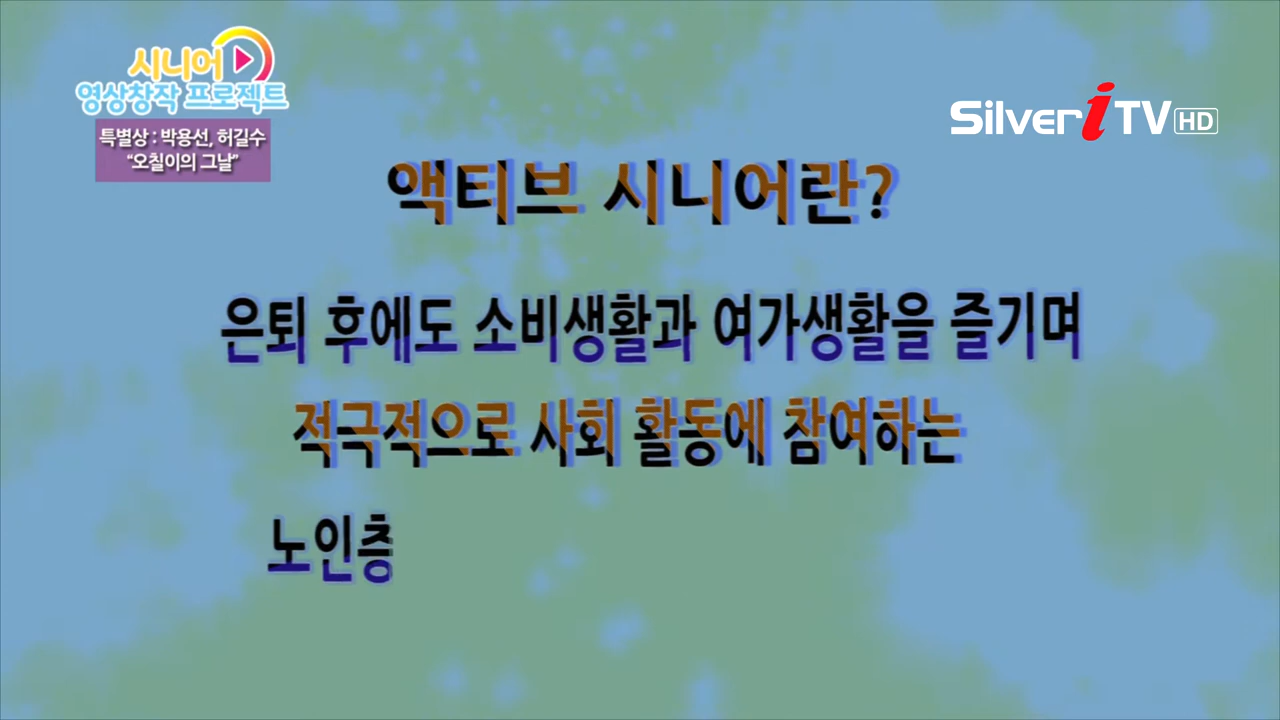 시니어
영상창작 프로젝트
특별상 : 박용선, 허길수
“오칠이의 그날”
SilveriTV HD
액티브 시니어란?
은퇴 후에도 소비생활과 여가생활을 즐기며
적극적으로 사회 활동에 참여하는
노인층